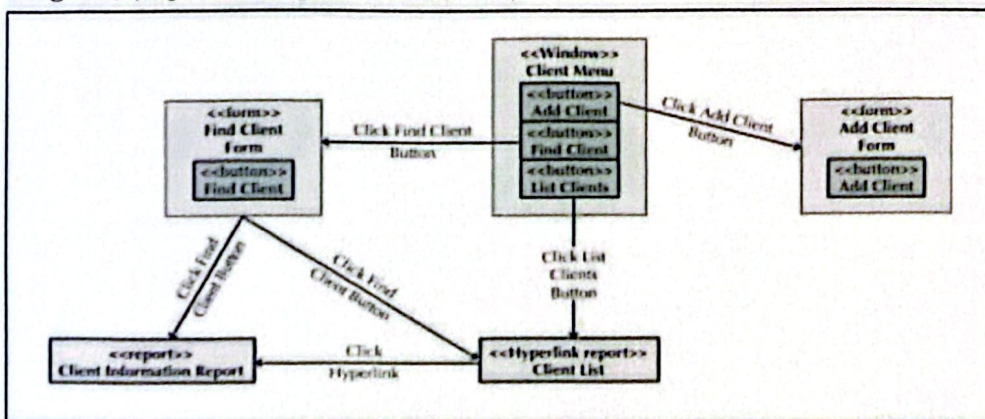 <<Window>>
Client Menu
<<button>>
Add Client
<<button>>
Find Client
<<button>>
List Clients
<<form>>
Find Client
Form
<<button>>
Find Client
Click Find Client
Button
Click Add Client
Button
<<form>>
Add Client
Form
<<button>>
Add Client
Click Find
Client Button
Click Find
Client Button
Click List
Clients
Button
<<report>>
Client Information Report
Click
Hyperlink
<<Hyperlink report>>
Client List